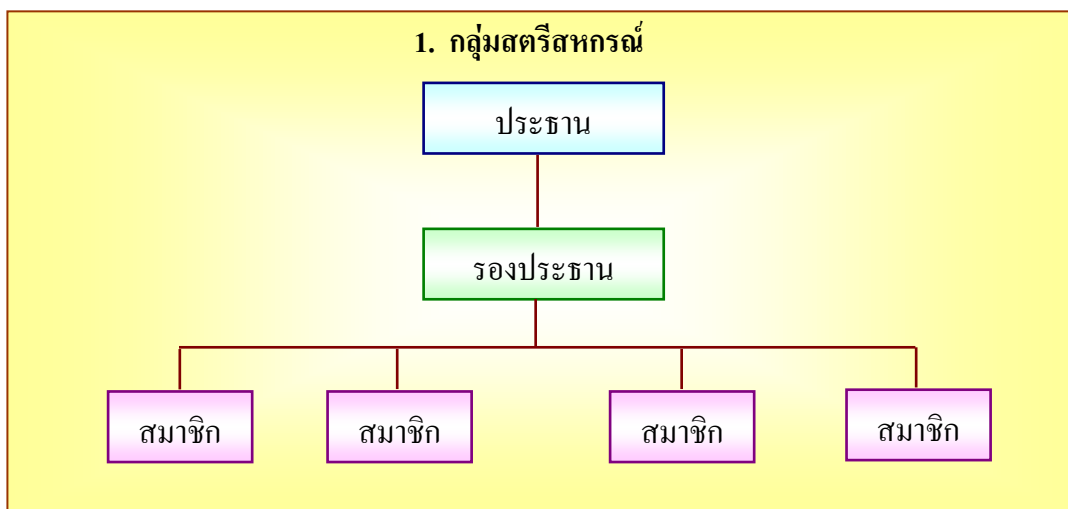 1. กลุ่มสตรีสหกรณ์
ประธาน
รองประธาน
สมาชิก
สมาชิก
สมาชิก
สมาชิก